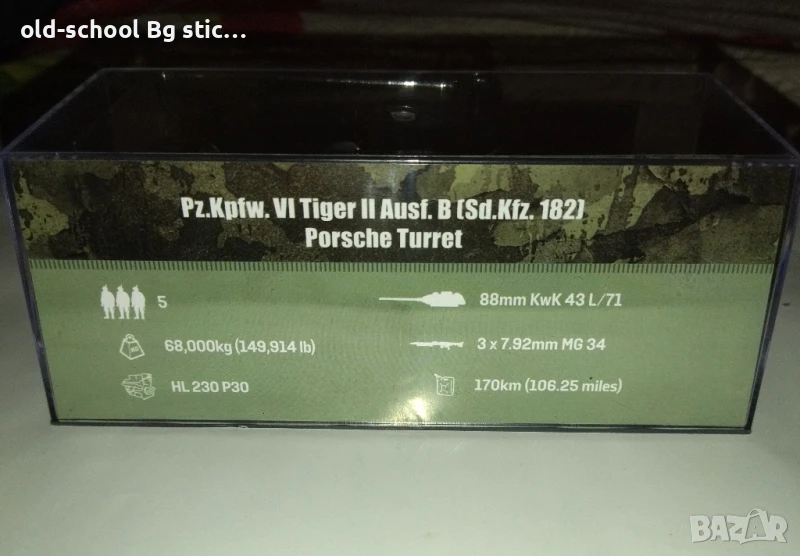 old-school Bg stic...
Pz.Kpfw. VI Tiger II Ausf. B (Sd.Kfz. 182)
Porsche Turret
5
88mm KwK 43 L/71
68,000kg (149,914 lb)
3 x 7.92mm MG 34
HL 230 P30
170km (106.25 miles)
BAZAR